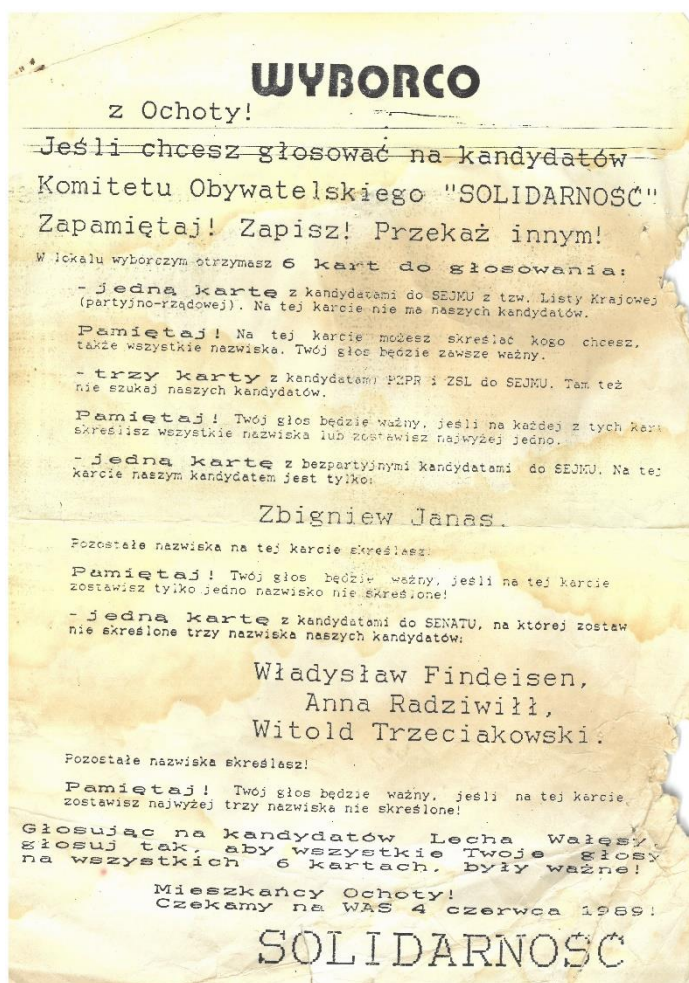 WYBORCO
z Ochoty!
Jeśli chcesz głosować na kandydatów
Komitetu Obywatelskiego "SOLIDARNOŚĆ"
Zapamiętaj! Zapisz! Przekaż innym!
W lokalu wyborczym otrzymasz 6 kart do głosowania:
- jedną kartę z kandydatami do SEJMU z tzw. Listy Krajowej
(partyjno-rządowej). Na tej karcie nie ma naszych kandydatów.
Pamiętaj! Na tej karcie możesz skreślać kogo chcesz,
także wszystkie nazwiska. Twój głos będzie zawsze ważny.
- trzy karty z kandydatami PZPR i ZSL do SEJMU. Tam też
nie szukaj naszych kandydatów.
Pamiętaj! Twój głos będzie ważny, jeśli na każdej z tych kart
skreślisz wszystkie nazwiska lub zostawisz najwyżej jedno.
- jedną kartę z bezpartyjnymi kandydatami do SEJMU. Na tej
karcie naszym kandydatem jest tylko:
Zbigniew Janas.
Pozostałe nazwiska na tej karcie skreślasz!
Pamiętaj! Twój głos będzie ważny, jeśli na tej karcie
zostawisz tylko jedno nazwisko nie skreślone!
- jedną kartę z kandydatami do SENATU, na której zostaw
nie skreślone trzy nazwiska naszych kandydatów:
Władysław Findeisen,
Anna Radziwiłł,
Witold Trzeciakowski.
Pozostałe nazwiska skreślasz!
Pamiętaj! Twój głos będzie ważny, jeśli na tej karcie
zostawisz najwyżej trzy nazwiska nie skreślone!
Głosując na kandydatów Lecha Wałęsy,
głosuj tak, aby wszystkie Twoje głosy
na wszystkich 6 kartach, były ważne!
Mieszkańcy Ochoty!
Czekamy na WAS 4 czerwca 1989!
SOLIDARNOŚĆ